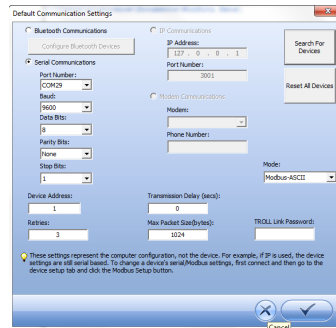 Default Communication Settings
Bluetooth Communications
Configure Bluetooth Devices
Serial Communications
Port Number:
COM29
Baud:
9600
Data Bits:
8
Parity Bits:
None
Stop Bits:
1
IP Communications
IP Address:
127 . 0 . 0 . 1
Port Number:
3001
Modem Communications
Modem:
Phone Number:
Search For
Devices
Reset All Devices
Mode:
Modbus-ASCII
Device Address:
1
Transmission Delay (secs):
0
Retries:
3
Max Packet Size(bytes):
1024
TROLL Link Password:
These settings represent the computer configuration, not the device. For example, if IP is used, the device
settings are still serial based. To change a device's serial/Modbus settings, first connect and then go to the
device setup tab and click the Modbus Setup button.
Cancel